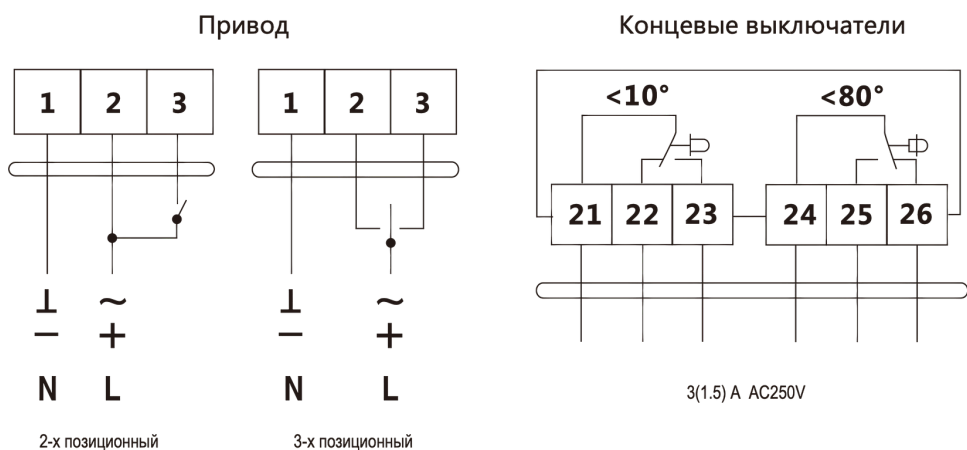 Привод
Концевые выключатели
1 2 3
1 2 3
<10° <80°
21 22 23
24 25 26
⊥ ~
− +
N L
⊥ ~
− +
N L
3(1.5) A AC250V
2-х позиционный
3-х позиционный